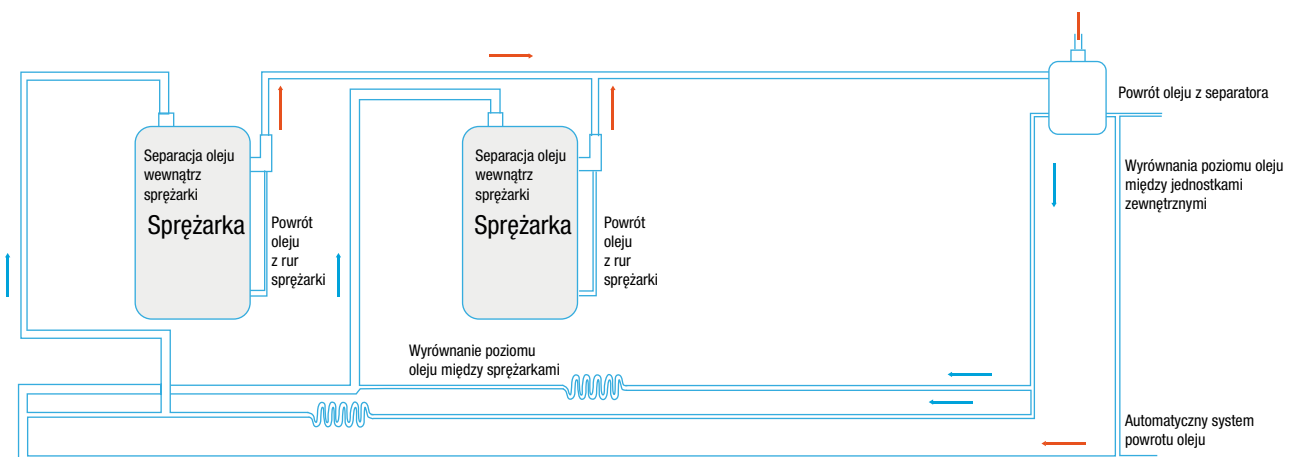 Separacja oleju
wewnątrz
sprężarki
Sprężarka
Powrót
oleju
z rur
sprężarki
Separacja oleju
wewnątrz
sprężarki
Sprężarka
Powrót
oleju
z rur
sprężarki
Wyrównanie poziomu
oleju między sprężarkami
Powrót oleju z separatora
Wyrównania poziomu oleju
między jednostkami
zewnętrznymi
Automatyczny system
powrotu oleju